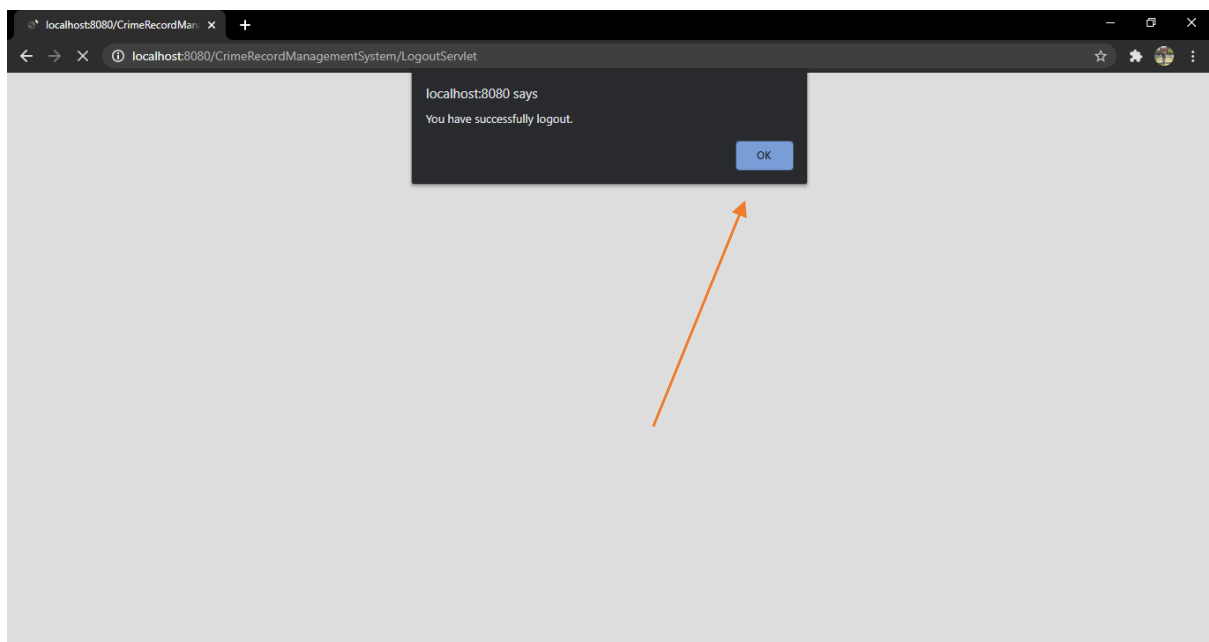 localhost:8080/CrimeRecordMan
localhost:8080/CrimeRecordManagementSystem/LogoutServlet
localhost:8080 says
You have successfully logout.
OK